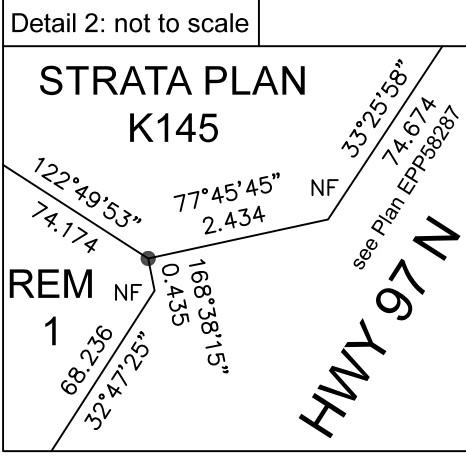 Detail 2: not to scale
STRATA PLAN
K145
33°25'58"
74.674
see Plan EPP58287
122°49'53"
74.174
77°45'45"
2.434
NF
REM
1
NF
168°38'15"
0.435
68.236
32°47'25"
HWY 97 N